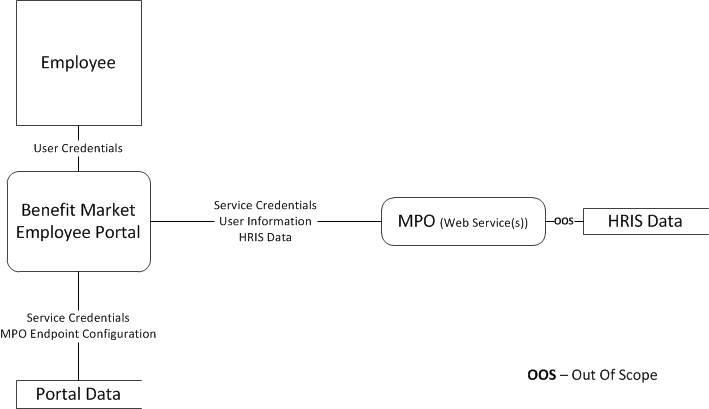 Employee
User Credentials
Benefit Market
Employee Portal
Service Credentials
User Information
HRIS Data
MPO (Web Service(s))
OOS
HRIS Data
Service Credentials
MPO Endpoint Configuration
Portal Data
OOS – Out Of Scope